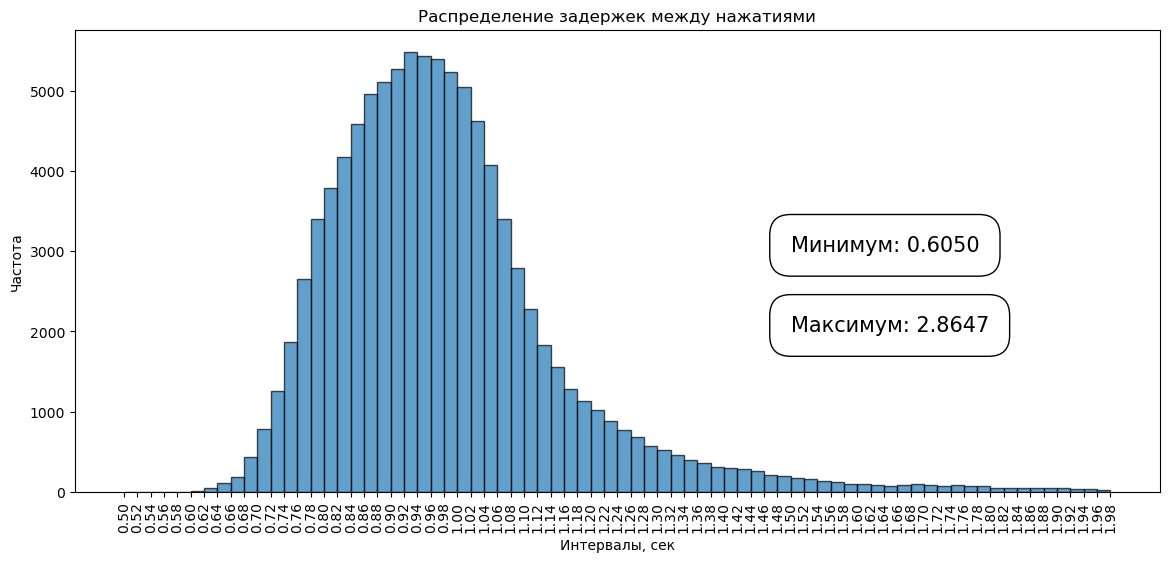 Распределение задержек между нажатиями
Частота
5000
4000
3000
2000
1000
0
Минимум: 0.6050
Максимум: 2.8647
0.50 0.52 0.54 0.56 0.58 0.60 0.62 0.64 0.66 0.68 0.70 0.72 0.74 0.76 0.78 0.80 0.82 0.84 0.86 0.88 0.90 0.92 0.94 0.96 0.98 1.00 1.02 1.04 1.06 1.08 1.10 1.12 1.14 1.16 1.18 1.20 1.22 1.24 1.26 1.28 1.30 1.32 1.34 1.36 1.38 1.40 1.42 1.44 1.46 1.48 1.50 1.52 1.54 1.56 1.58 1.60 1.62 1.64 1.66 1.68 1.70 1.72 1.74 1.76 1.78 1.80 1.82 1.84 1.86 1.88 1.90 1.92 1.94 1.96 1.98
Интервалы, сек